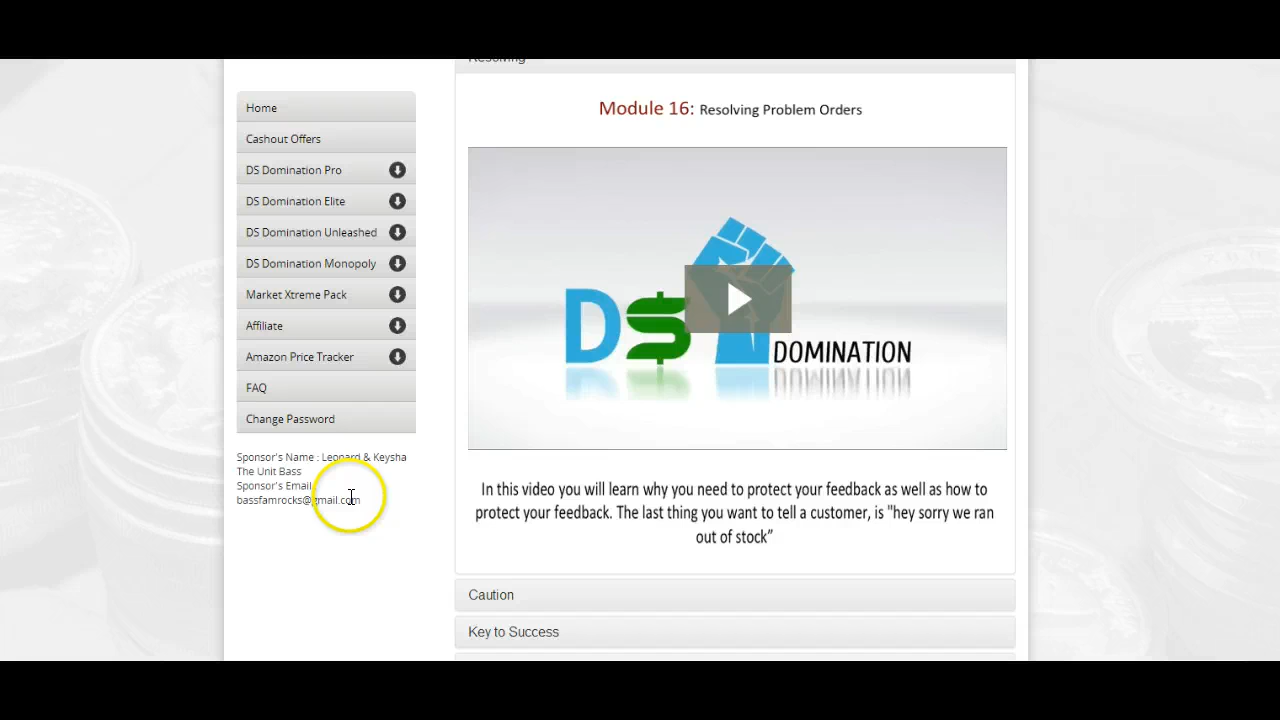 Resolving
Home
Cashout Offers
DS Domination Pro
DS Domination Elite
DS Domination Unleashed
DS Domination Monopoly
Market Xtreme Pack
Affiliate
Amazon Price Tracker
FAQ
Change Password
Sponsor's Name : Leonard & Keysha
The Unit Bass
Sponsor's Email
bassfamrocks@gmail.com
Module 16: Resolving Problem Orders
D$ DOMINATION
In this video you will learn why you need to protect your feedback as well as how to
protect your feedback. The last thing you want to tell a customer, is "hey sorry we ran
out of stock”
Caution
Key to Success